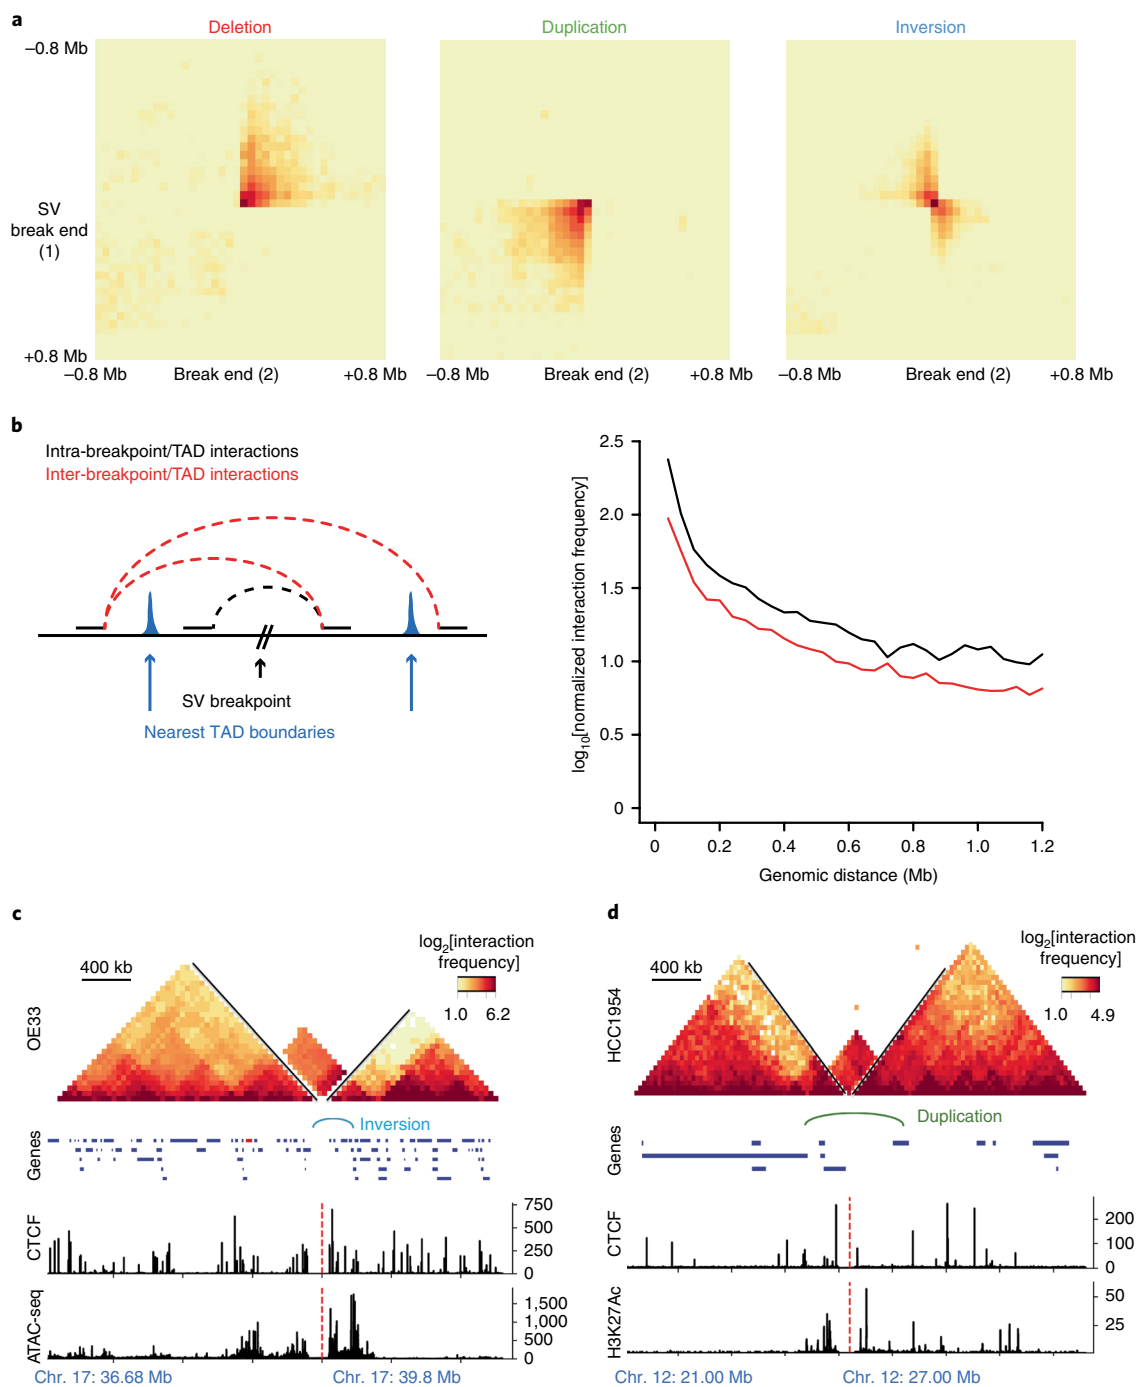 a
Deletion
Duplication
Inversion
−0.8 Mb
SV
break end
(1)
+0.8 Mb
−0.8 Mb
Break end (2)
+0.8 Mb
−0.8 Mb
Break end (2)
+0.8 Mb
−0.8 Mb
Break end (2)
+0.8 Mb
b
Intra-breakpoint/TAD interactions
Inter-breakpoint/TAD interactions
SV breakpoint
Nearest TAD boundaries
log10[normalized interaction frequency]
2.5
2.0
1.5
1.0
0.5
0
0 0.2 0.4 0.6 0.8 1.0 1.2
Genomic distance (Mb)
c
400 kb
log2[interaction
frequency]
1.0 6.2
OE33
Inversion
Genes
CTCF
750
500
250
0
ATAC-seq
1,500
1,000
500
0
Chr. 17: 36.68 Mb
Chr. 17: 39.8 Mb
d
400 kb
log2[interaction
frequency]
1.0 4.9
HCC1954
Duplication
Genes
CTCF
200
100
0
H3K27Ac
50
25
Chr. 12: 21.00 Mb
Chr. 12: 27.00 Mb